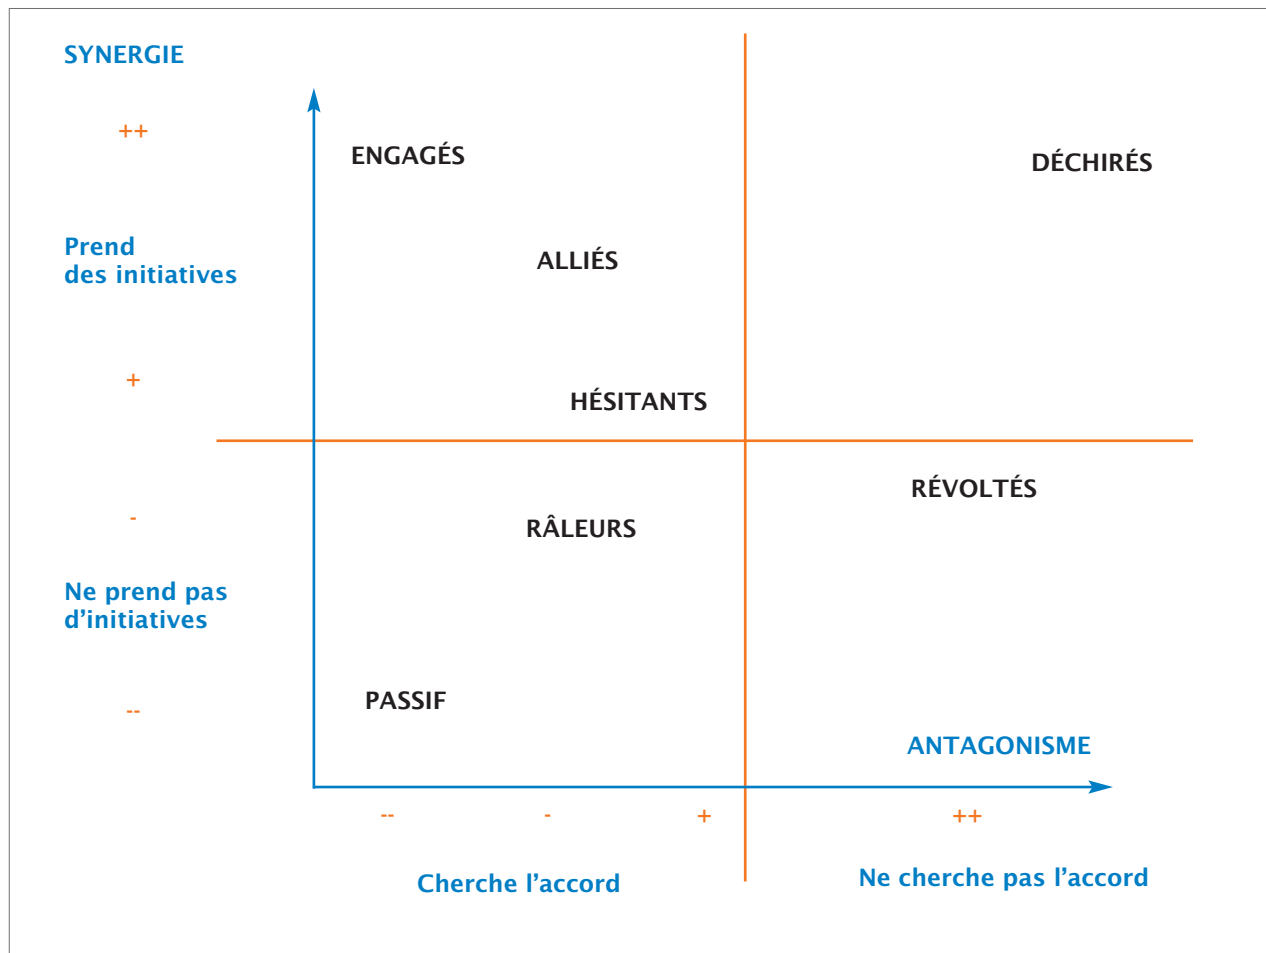 SYNERGIE
++
ENGAGÉS
DÉCHIRÉS
Prend
des initiatives
ALLIÉS
+
HÉSITANTS
RÉVOLTÉS
-
RÂLEURS
Ne prend pas
d’initiatives
PASSIF
--
ANTAGONISME
-- - + ++
Cherche l’accord
Ne cherche pas l’accord